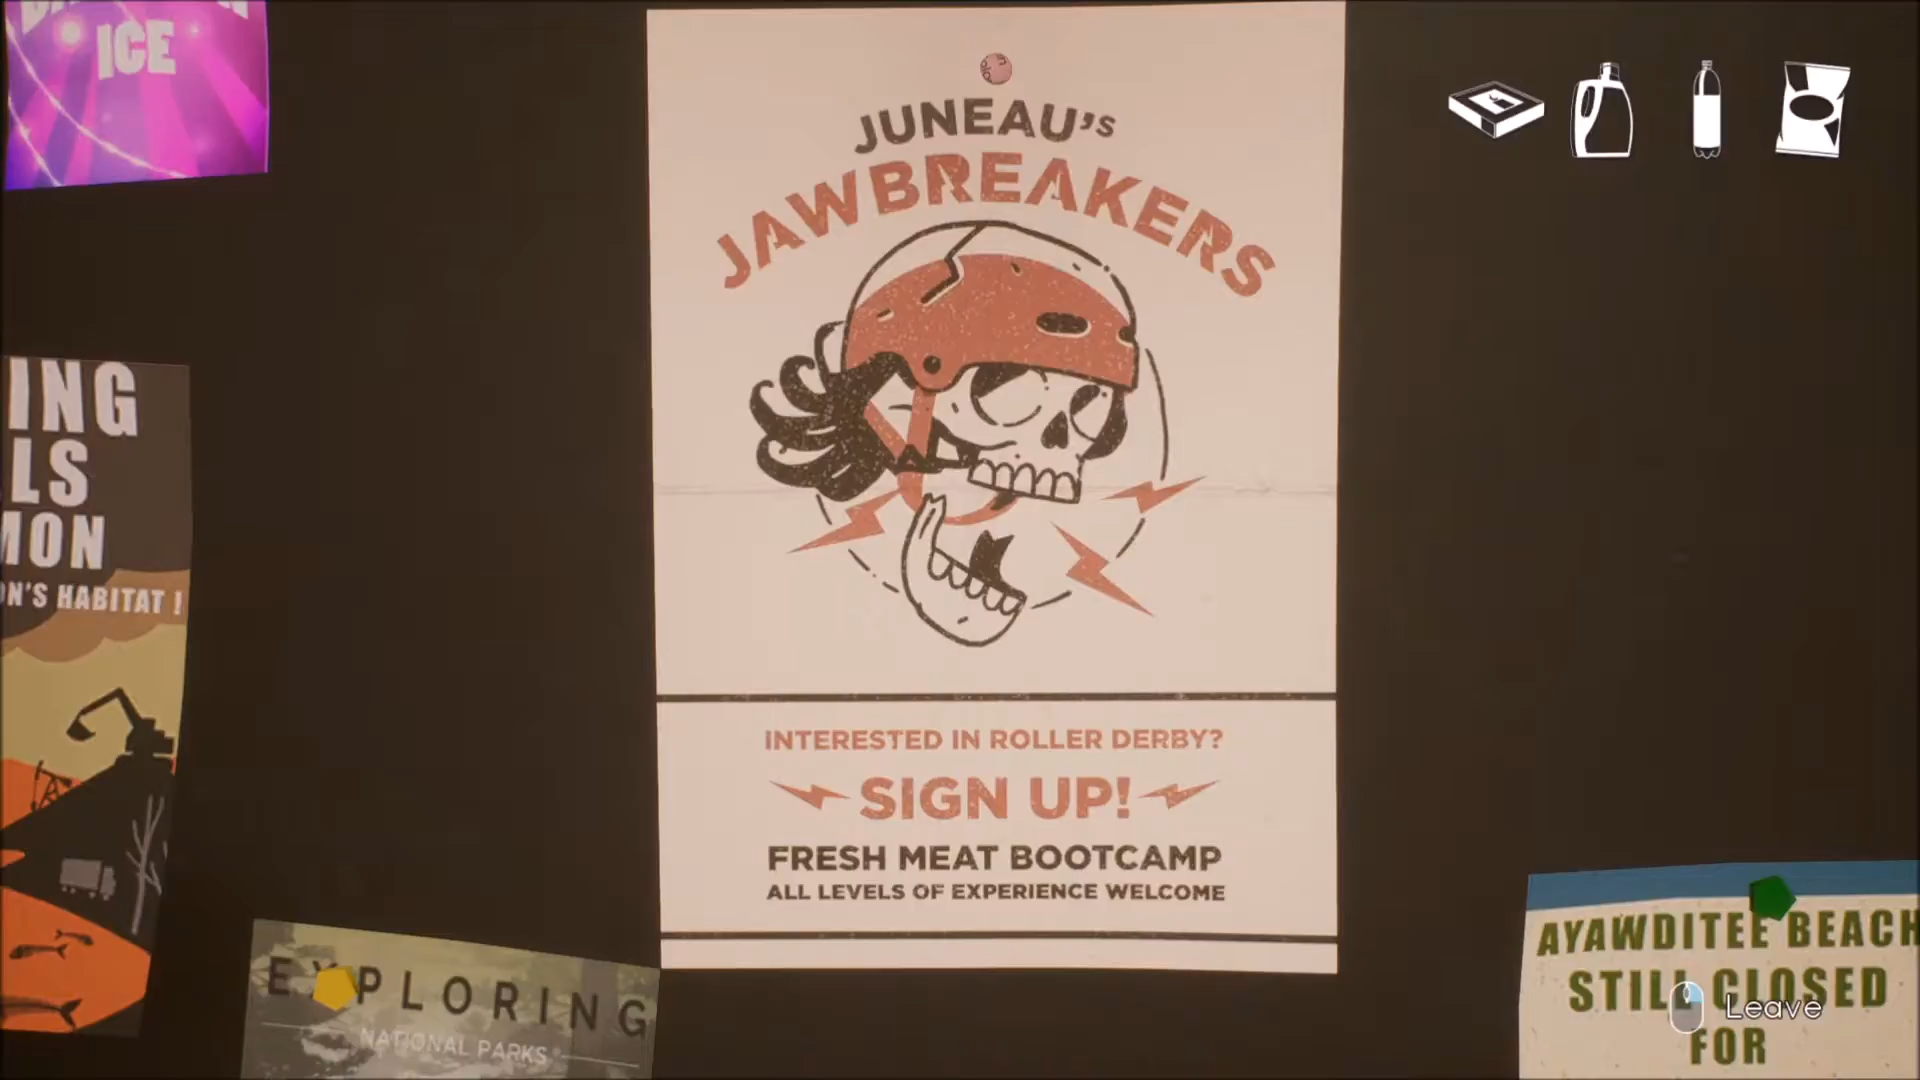 ICE
JUNEAU'S
JAWBREAKERS
ING
LS
MON
ON'S HABITAT !
INTERESTED IN ROLLER DERBY?
SIGN UP!
FRESH MEAT BOOTCAMP
ALL LEVELS OF EXPERIENCE WELCOME
EXPLORING
NATIONAL PARKS
AYAWDITEE BEACH
STILL CLOSED
FOR
Leave